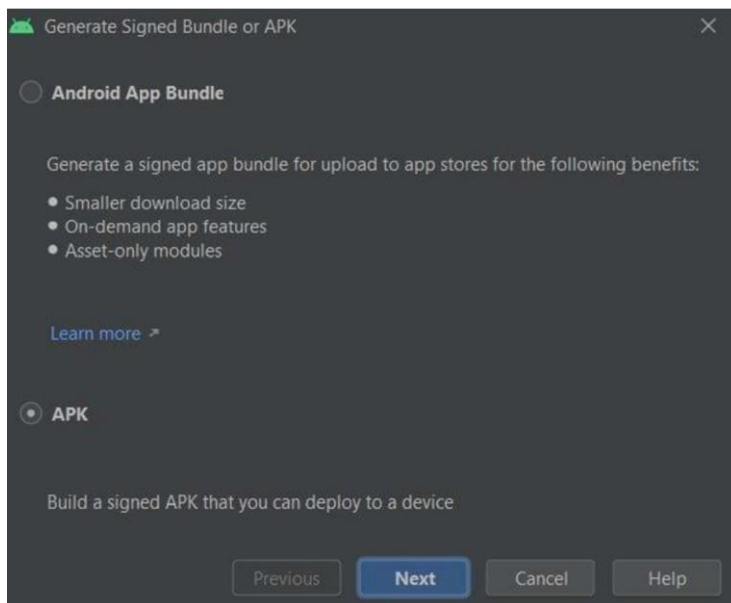 Generate Signed Bundle or APK
Android App Bundle
Generate a signed app bundle for upload to app stores for the following benefits:
Smaller download size
On-demand app features
Asset-only modules
Learn more ↗
APK
Build a signed APK that you can deploy to a device
Previous Next Cancel Help